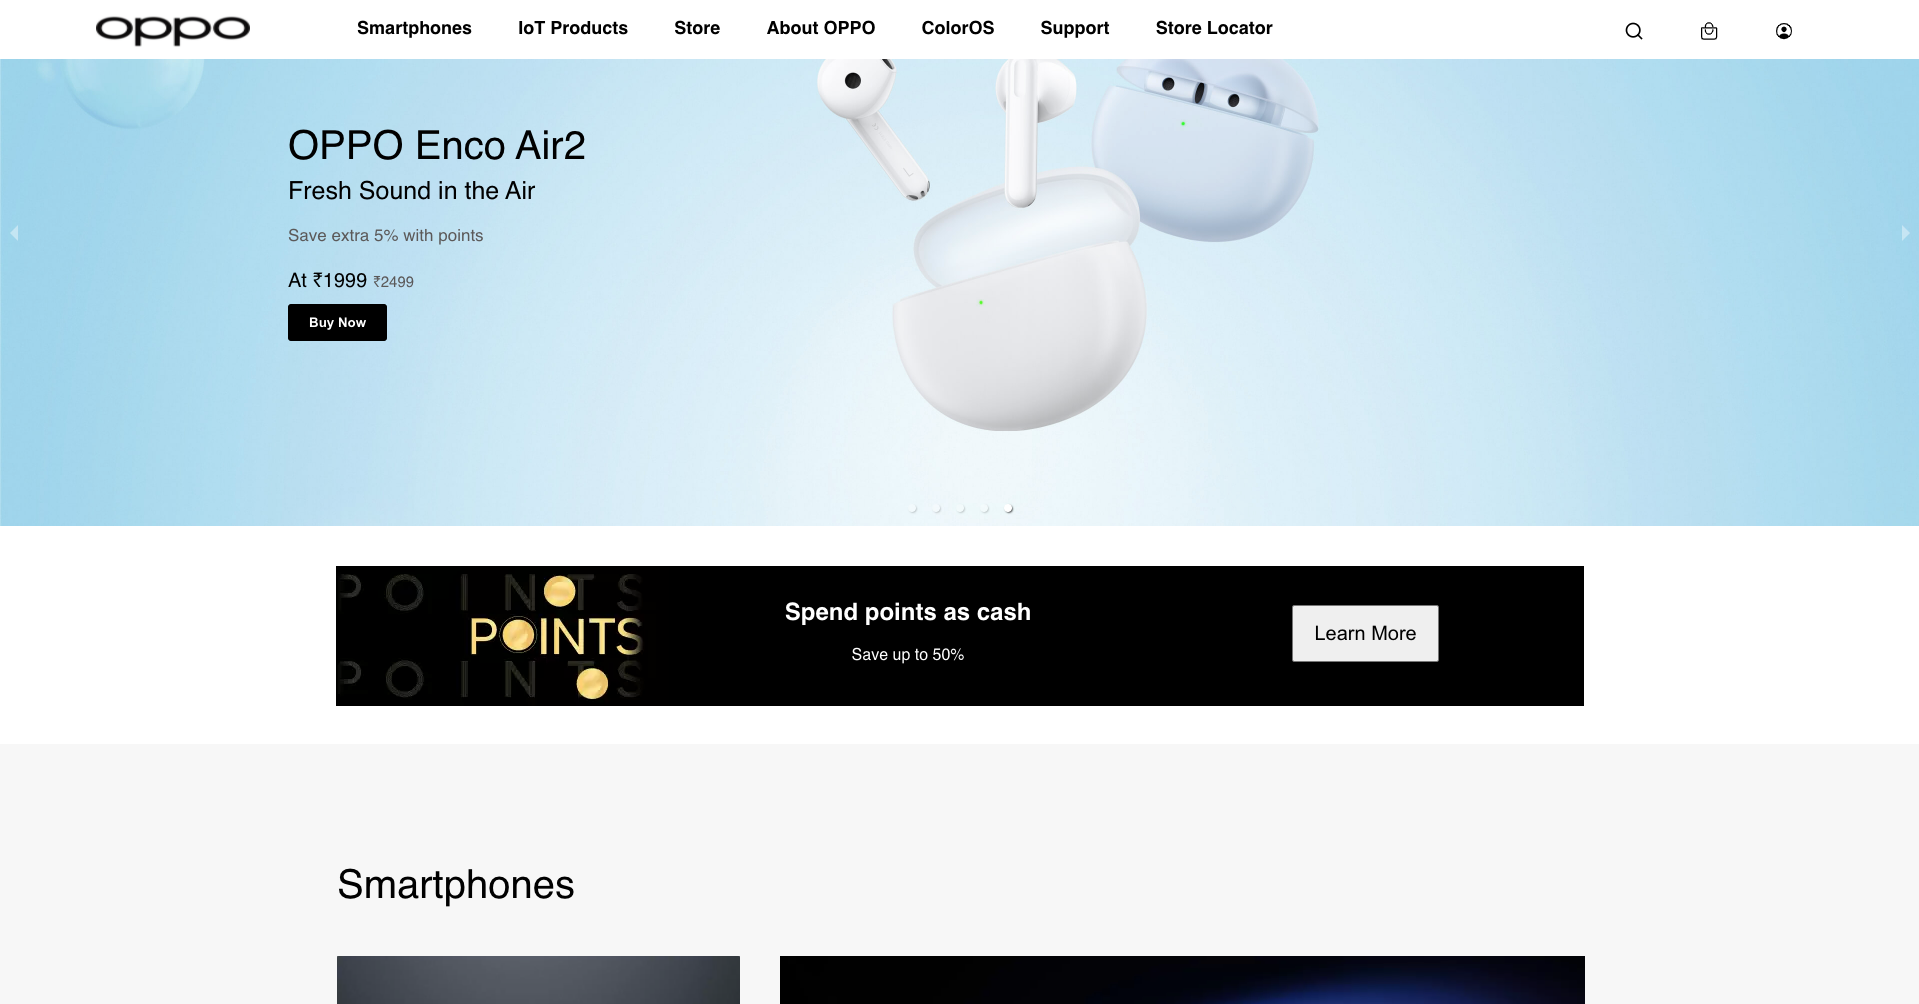 oppo
Smartphones IoT Products Store About OPPO ColorOS Support Store Locator
OPPO Enco Air2
Fresh Sound in the Air
Save extra 5% with points
At ₹1999 ₹2499
Buy Now
POINTS
POINTS
POINTS
Spend points as cash
Save up to 50%
Learn More
Smartphones